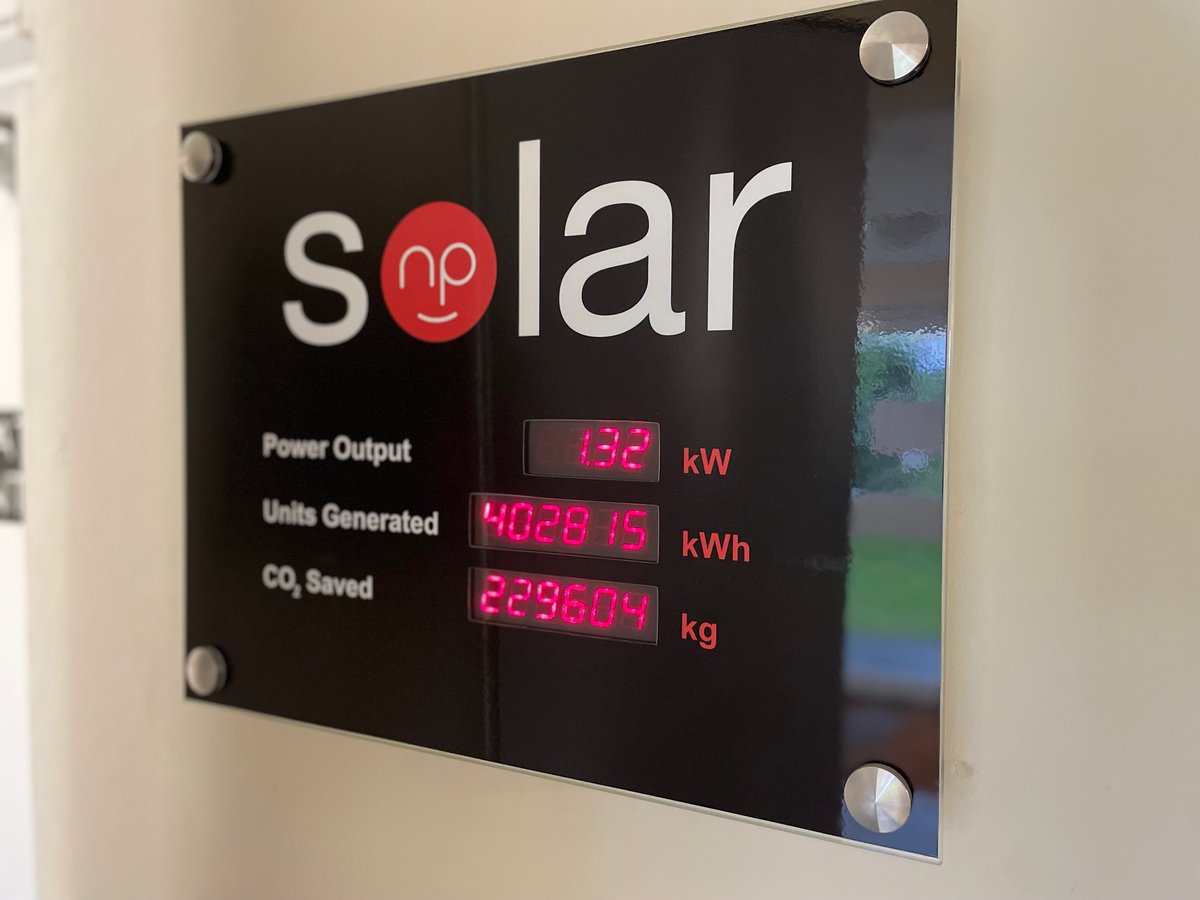 solar
np
Power Output 1.32 kW
Units Generated 402815 kWh
CO₂ Saved 229604 kg